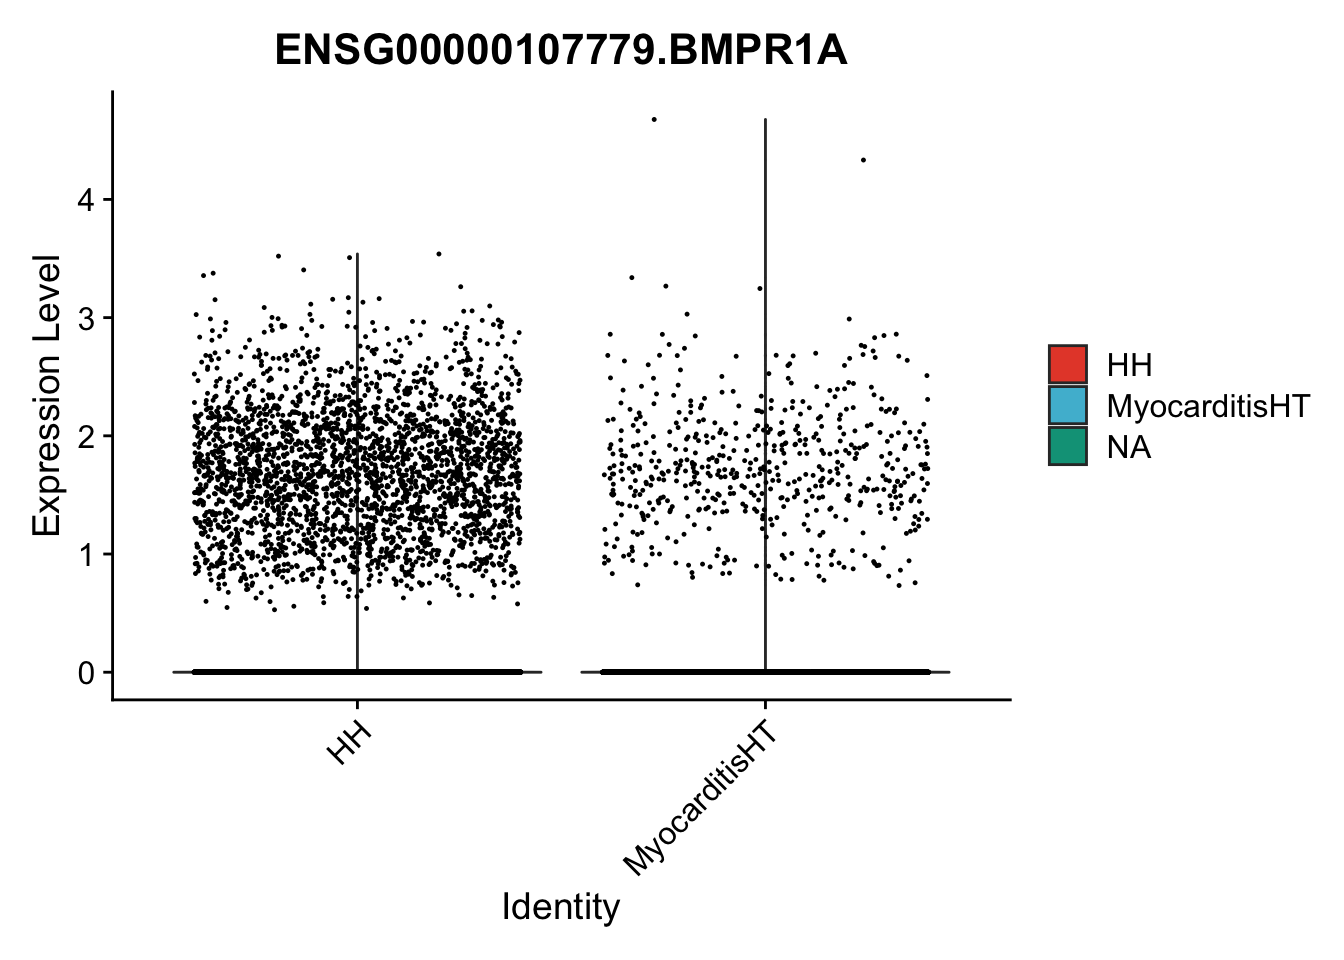 ENSG00000107779.BMPR1A
Expression Level
4
3
2
1
0
HH
MyocarditisHT
Identity
HH
MyocarditisHT
NA